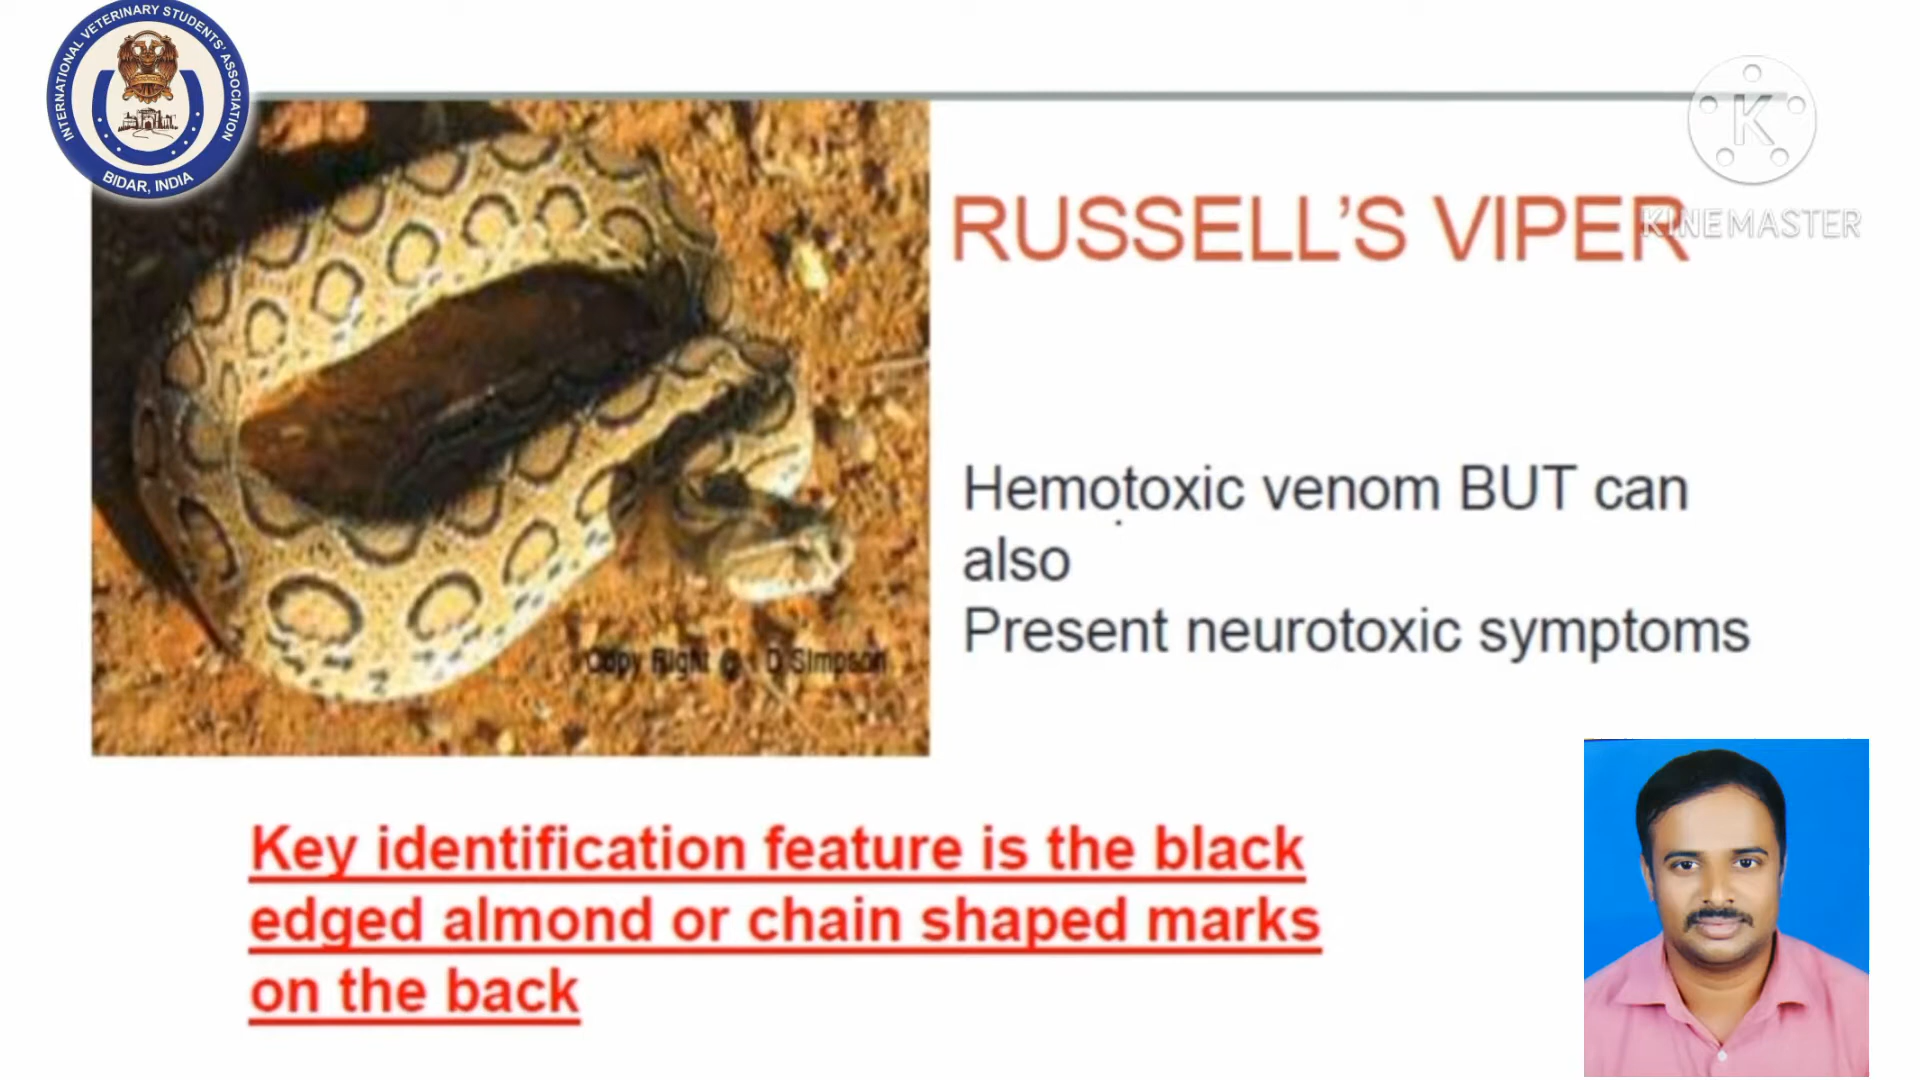 INTERNATIONAL VETERINARY STUDENTS' ASSOCIATION
BIDAR, INDIA
K
KINEMASTER
RUSSELL'S VIPER
Hemotoxic venom BUT can
also
Present neurotoxic symptoms
Copy Right @ : D Simpson
Key identification feature is the black
edged almond or chain shaped marks
on the back